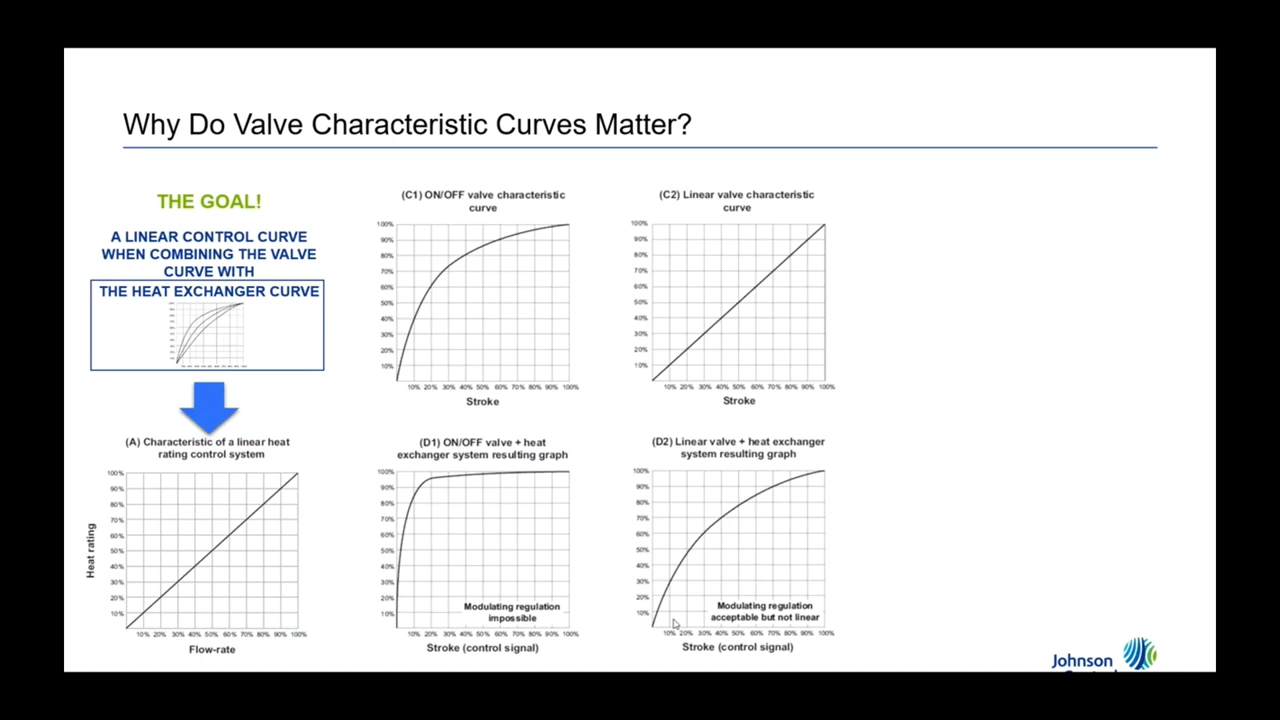 Why Do Valve Characteristic Curves Matter?
THE GOAL!
A LINEAR CONTROL CURVE
WHEN COMBINING THE VALVE
CURVE WITH
THE HEAT EXCHANGER CURVE
(A) Characteristic of a linear heat
rating control system
100%
90%
80%
70%
60%
50%
40%
30%
20%
10%
Heat rating
10% 20% 30% 40% 50% 60% 70% 80% 90% 100%
Flow-rate
(C1) ON/OFF valve characteristic
curve
100%
90%
80%
70%
60%
50%
40%
30%
20%
10%
10% 20% 30% 40% 50% 60% 70% 80% 90% 100%
Stroke
(D1) ON/OFF valve + heat
exchanger system resulting graph
100%
90%
80%
70%
60%
50%
40%
30%
20%
10%
Modulating regulation
impossible
10% 20% 30% 40% 50% 60% 70% 80% 90% 100%
Stroke (control signal)
(C2) Linear valve characteristic
curve
100%
90%
80%
70%
60%
50%
40%
30%
20%
10%
10% 20% 30% 40% 50% 60% 70% 80% 90% 100%
Stroke
(D2) Linear valve + heat exchanger
system resulting graph
100%
90%
80%
70%
60%
50%
40%
30%
20%
10%
Modulating regulation
acceptable but not linear
10% 20% 30% 40% 50% 60% 70% 80% 90% 100%
Stroke (control signal)
Johnson